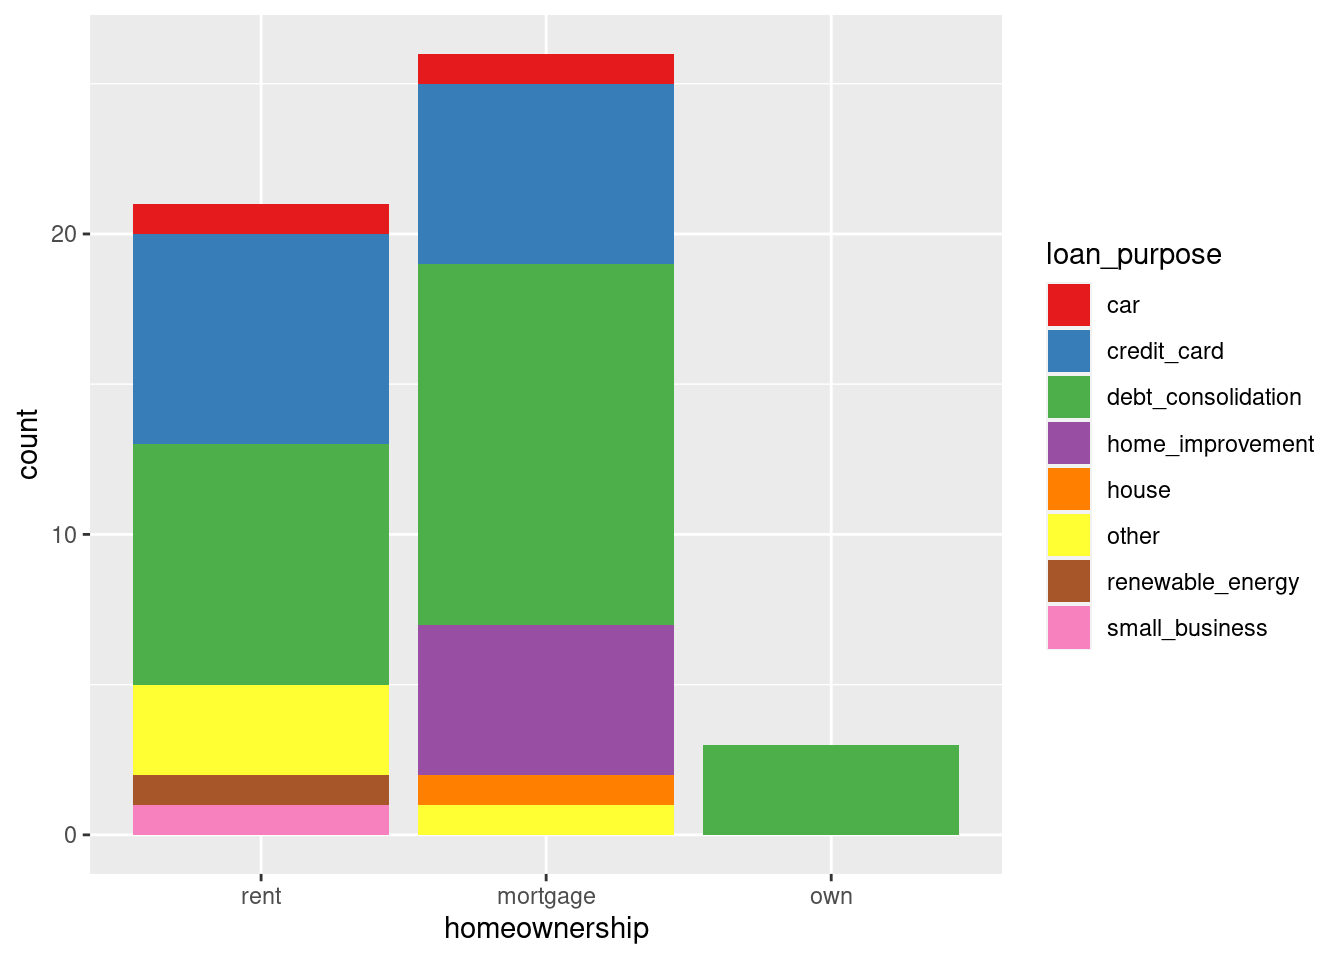 count
20
10
0
rent
mortgage
own
homeownership
loan_purpose
car
credit_card
debt_consolidation
home_improvement
house
other
renewable_energy
small_business